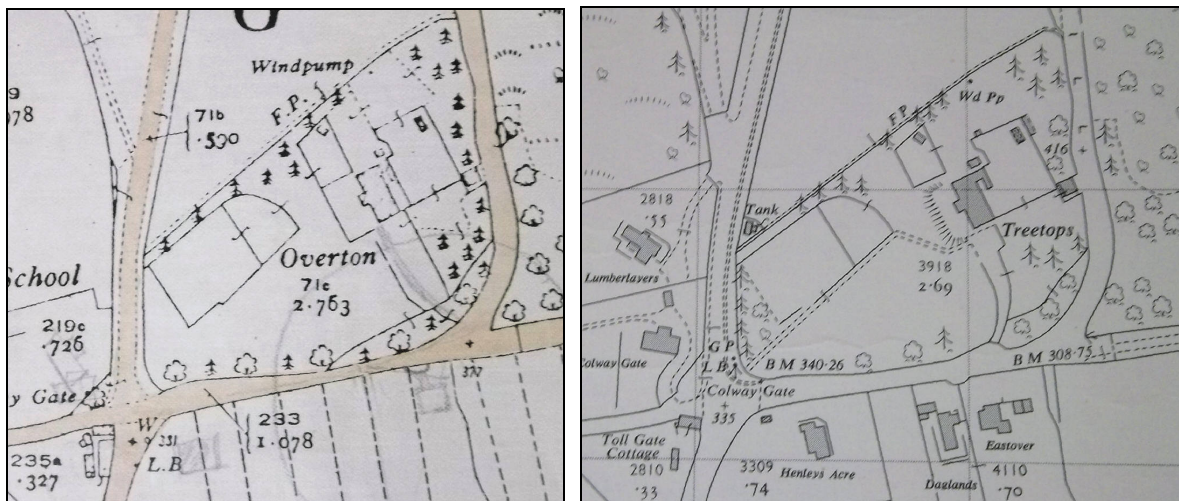 G
Windpump
F.P.
9
078
71b
.590
School
Overton
71c
2.763
219c
.726
y Gate
W
231
L.B
235a
.327
233
1.078
Wd Pp
F P
416
2818
.55
Tank
Treetops
Lumberlayers
3918
2.69
G P
L B
B M 340.26
B M 308.75
Colway Gate
Colway Gate
335
Toll Gate
Cottage
2810
.33
3309
.74
Henleys Acre
Eastover
Daglands
4110
.70